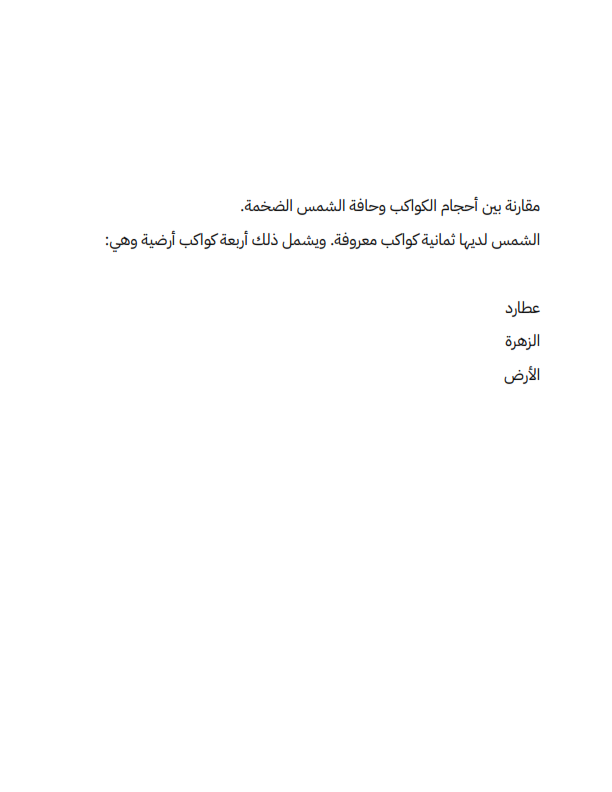 مقارنة بين أحجام الكواكب وحافة الشمس الضخمة.
الشمس لديها ثمانية كواكب معروفة. ويشمل ذلك أربعة كواكب أرضية وهي:
عطارد
الزهرة
الأرض